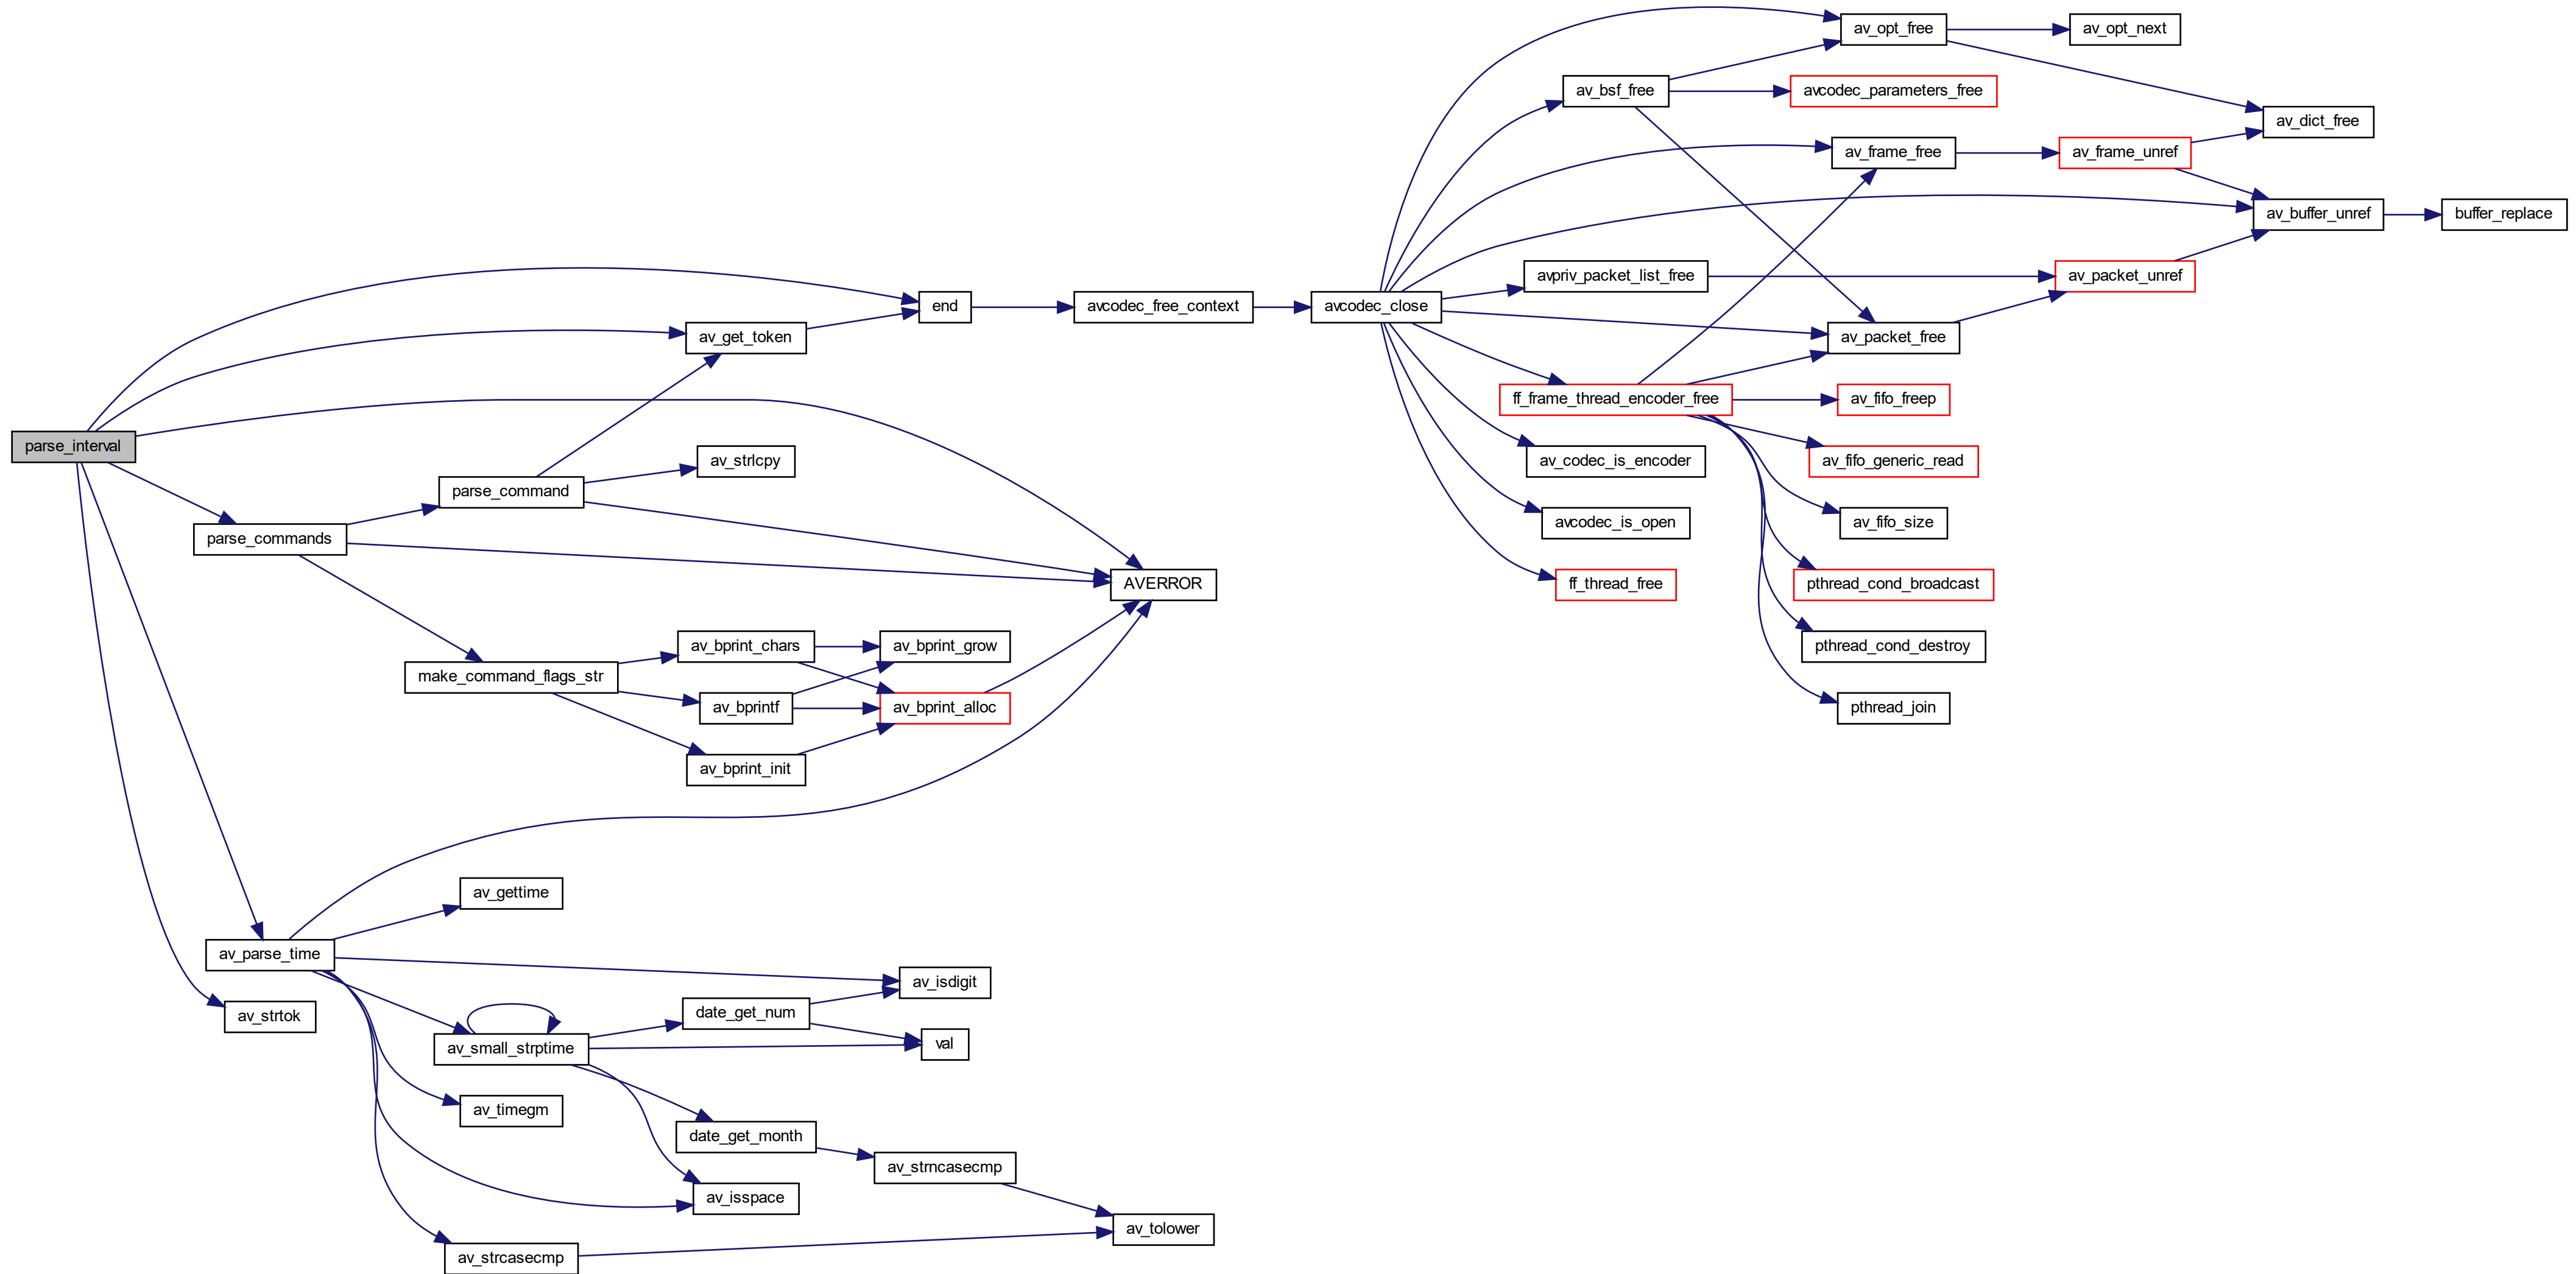 parse_interval
end
av_get_token
parse_commands
parse_command
av_strlcpy
AVERROR
make_command_flags_str
av_bprint_chars
av_bprint_grow
av_bprintf
av_bprint_alloc
av_bprint_init
av_parse_time
av_gettime
av_isdigit
av_small_strptime
date_get_num
val
av_timegm
date_get_month
av_isspace
av_strncasecmp
av_strcasecmp
av_tolower
av_strtok
avcodec_free_context
avcodec_close
av_opt_free
av_opt_next
av_bsf_free
avcodec_parameters_free
av_dict_free
av_frame_free
av_frame_unref
av_buffer_unref
buffer_replace
avpriv_packet_list_free
av_packet_unref
av_packet_free
ff_frame_thread_encoder_free
av_fifo_freep
av_fifo_generic_read
av_fifo_size
pthread_cond_broadcast
pthread_cond_destroy
pthread_join
av_codec_is_encoder
avcodec_is_open
ff_thread_free